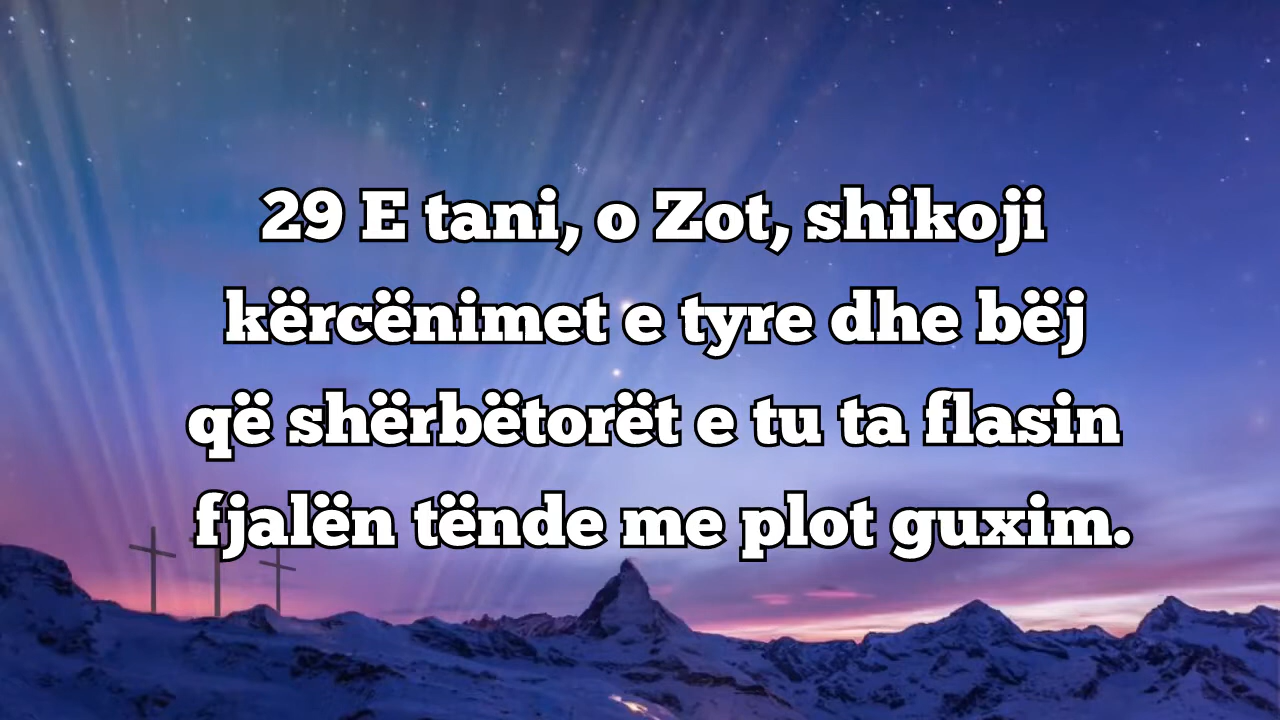 29 E tani, o Zot, shikoji
kërcënimet e tyre dhe bëj
që shërbëtorët e tu ta flasin
fjalën tënde me plot guxim.